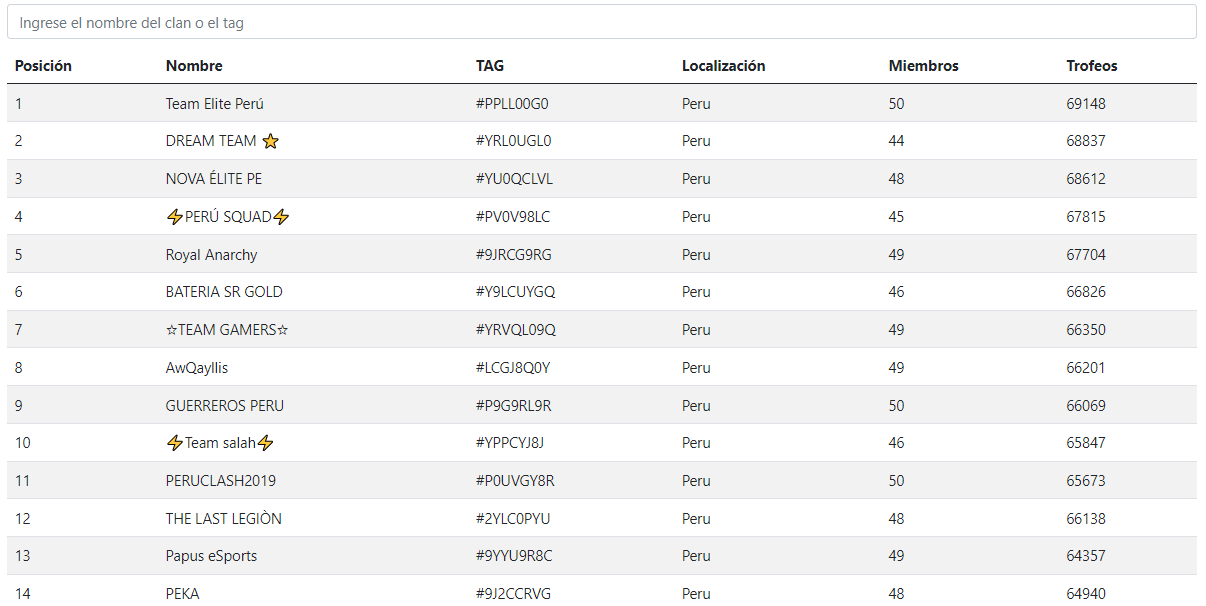 Ingrese el nombre del clan o el tag
Posición Nombre TAG Localización Miembros Trofeos
1 Team Elite Perú #PPLL00G0 Peru 50 69148
2 DREAM TEAM ⭐ #YRL0UGL0 Peru 44 68837
3 NOVA ÉLITE PE #YU0QCLVL Peru 48 68612
4 ⚡PERÚ SQUAD⚡ #PV0V98LC Peru 45 67815
5 Royal Anarchy #9JRCG9RG Peru 49 67704
6 BATERIA SR GOLD #Y9LCUYGQ Peru 46 66826
7 ☆TEAM GAMERS☆ #YRVQL09Q Peru 49 66350
8 AwQayllis #LCGJ8Q0Y Peru 49 66201
9 GUERREROS PERU #P9G9RL9R Peru 50 66069
10 ⚡Team salah⚡ #YPPCYJ8J Peru 46 65847
11 PERUCLASH2019 #P0UVGY8R Peru 50 65673
12 THE LAST LEGIÒN #2YLC0PYU Peru 48 66138
13 Papus eSports #9YYU9R8C Peru 49 64357
14 PEKA #9J2CCRVG Peru 48 64940